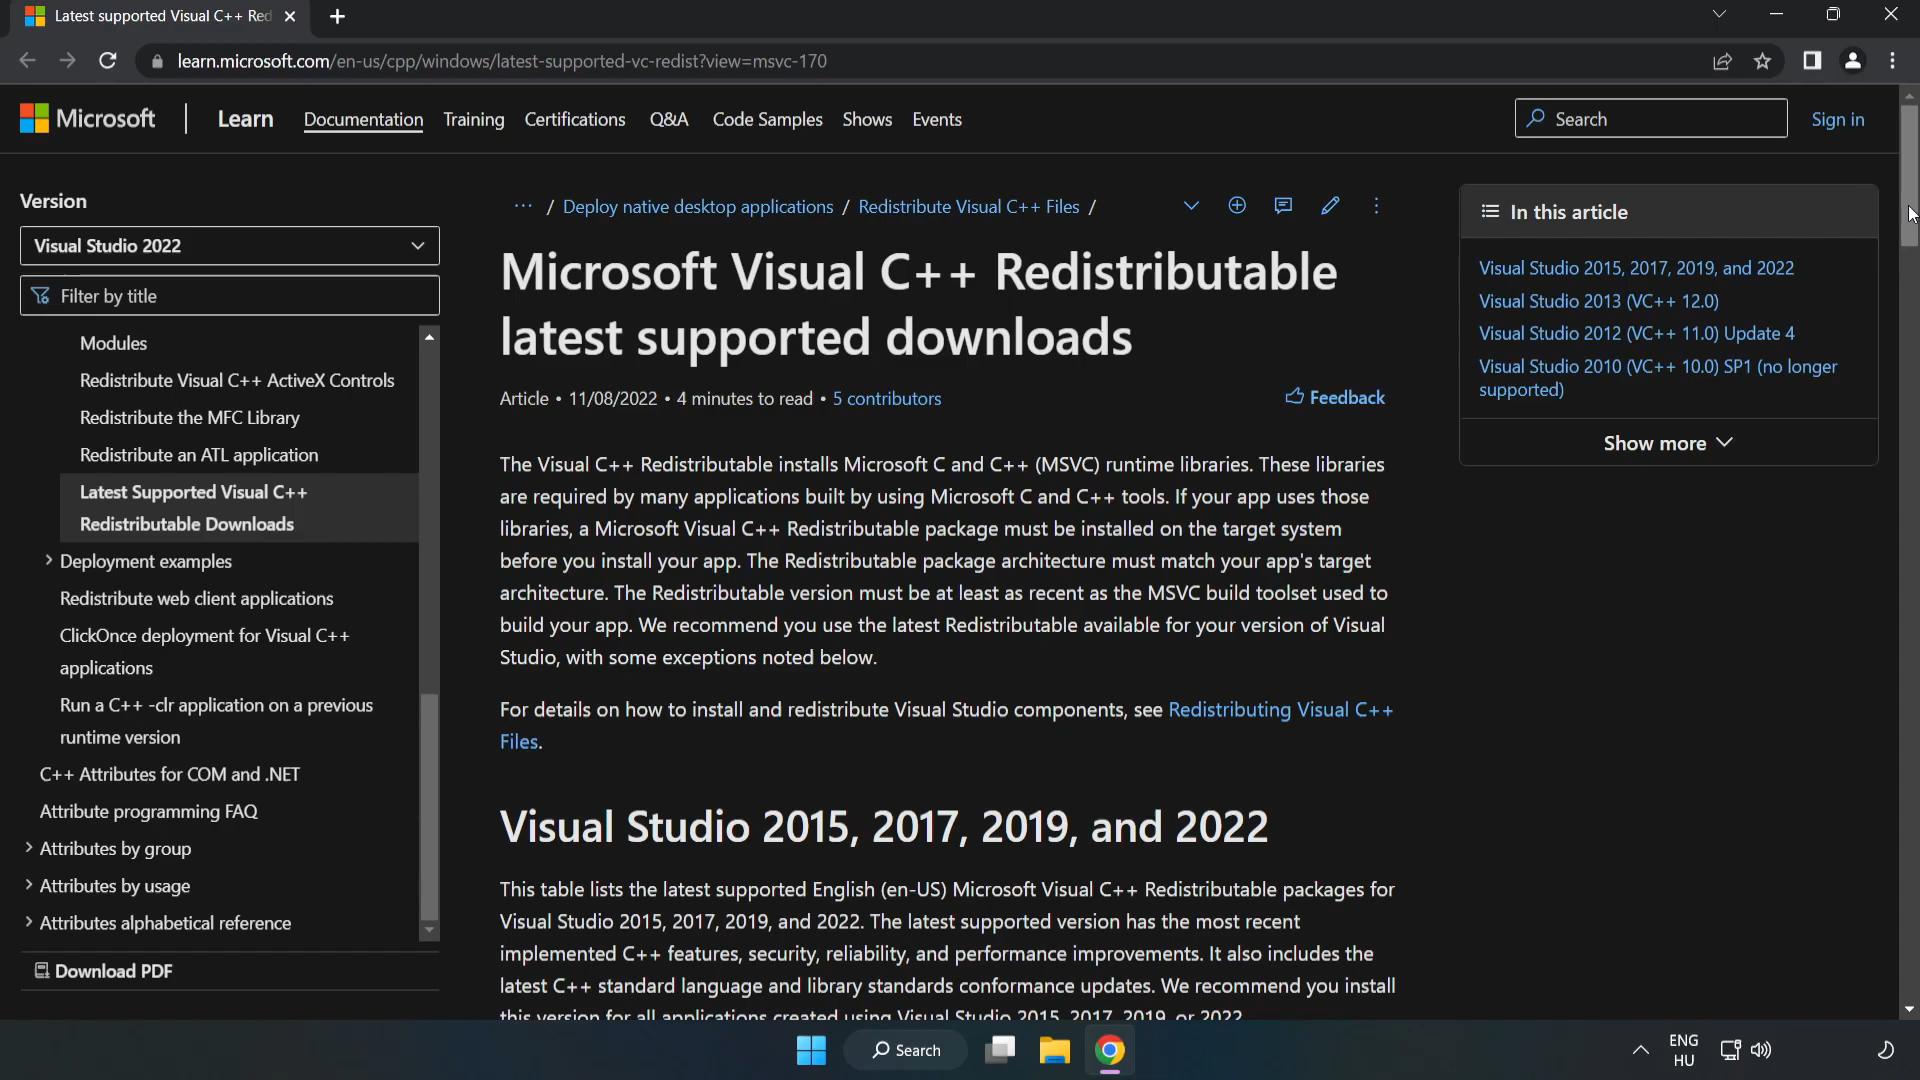 Latest supported Visual C++ Red
learn.microsoft.com/en-us/cpp/windows/latest-supported-vc-redist?view=msvc-170
Microsoft
Learn
Documentation
Training
Certifications
Q&A
Code Samples
Shows
Events
Search
Sign in
Version
Visual Studio 2022
Filter by title
Modules
Redistribute Visual C++ ActiveX Controls
Redistribute the MFC Library
Redistribute an ATL application
Latest Supported Visual C++
Redistributable Downloads
Deployment examples
Redistribute web client applications
ClickOnce deployment for Visual C++
applications
Run a C++ -clr application on a previous
runtime version
C++ Attributes for COM and .NET
Attribute programming FAQ
Attributes by group
Attributes by usage
Attributes alphabetical reference
Download PDF
... / Deploy native desktop applications / Redistribute Visual C++ Files /
Microsoft Visual C++ Redistributable
latest supported downloads
Article • 11/08/2022 • 4 minutes to read • 5 contributors
Feedback
The Visual C++ Redistributable installs Microsoft C and C++ (MSVC) runtime libraries. These libraries
are required by many applications built by using Microsoft C and C++ tools. If your app uses those
libraries, a Microsoft Visual C++ Redistributable package must be installed on the target system
before you install your app. The Redistributable package architecture must match your app's target
architecture. The Redistributable version must be at least as recent as the MSVC build toolset used to
build your app. We recommend you use the latest Redistributable available for your version of Visual
Studio, with some exceptions noted below.
For details on how to install and redistribute Visual Studio components, see Redistributing Visual C++
Files.
Visual Studio 2015, 2017, 2019, and 2022
This table lists the latest supported English (en-US) Microsoft Visual C++ Redistributable packages for
Visual Studio 2015, 2017, 2019, and 2022. The latest supported version has the most recent
implemented C++ features, security, reliability, and performance improvements. It also includes the
latest C++ standard language and library standards conformance updates. We recommend you install
this version for all applications created using Visual Studio 2015, 2017, 2019, or 2022.
In this article
Visual Studio 2015, 2017, 2019, and 2022
Visual Studio 2013 (VC++ 12.0)
Visual Studio 2012 (VC++ 11.0) Update 4
Visual Studio 2010 (VC++ 10.0) SP1 (no longer
supported)
Show more
Search
ENG
HU